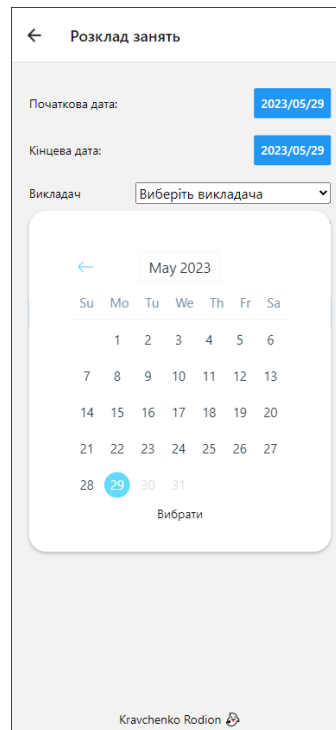 Розклад занять
Початкова дата: 2023/05/29
Кінцева дата: 2023/05/29
Викладач Виберіть викладача
May 2023
Su Mo Tu We Th Fr Sa
1 2 3 4 5 6
7 8 9 10 11 12 13
14 15 16 17 18 19 20
21 22 23 24 25 26 27
28 29 30 31
Вибрати
Kravchenko Rodion